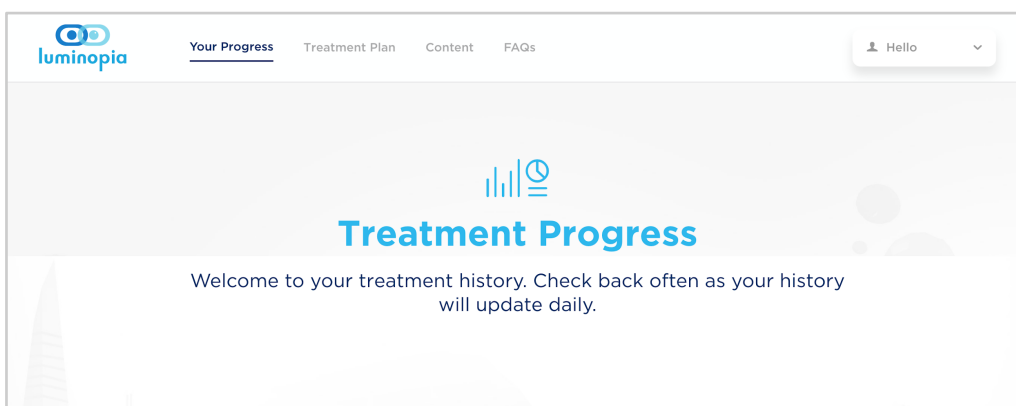 luminopia
Your Progress
Treatment Plan
Content
FAQs
Hello
Treatment Progress
Welcome to your treatment history. Check back often as your history
will update daily.